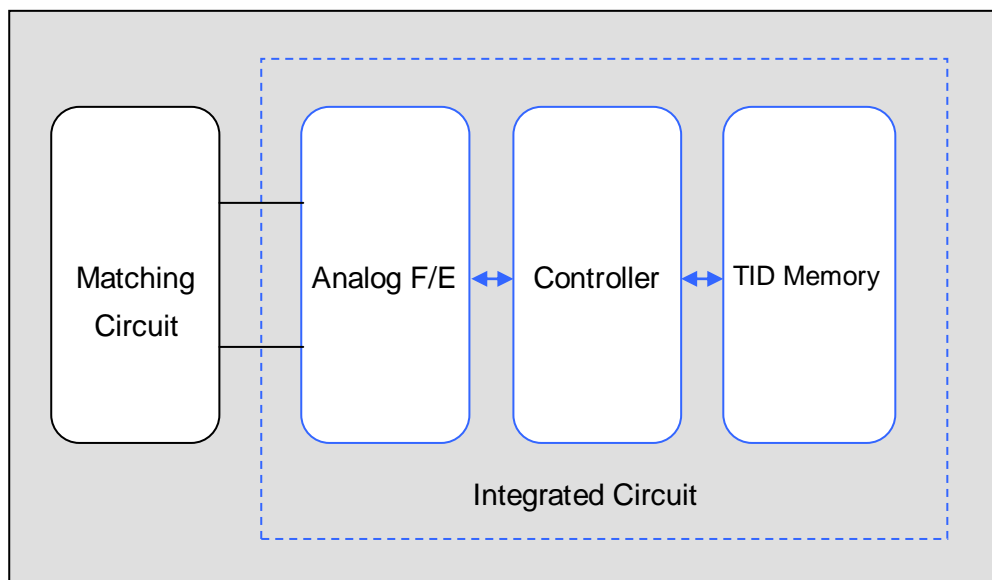 Matching
Circuit
Analog F/E
Controller
TID Memory
Integrated Circuit